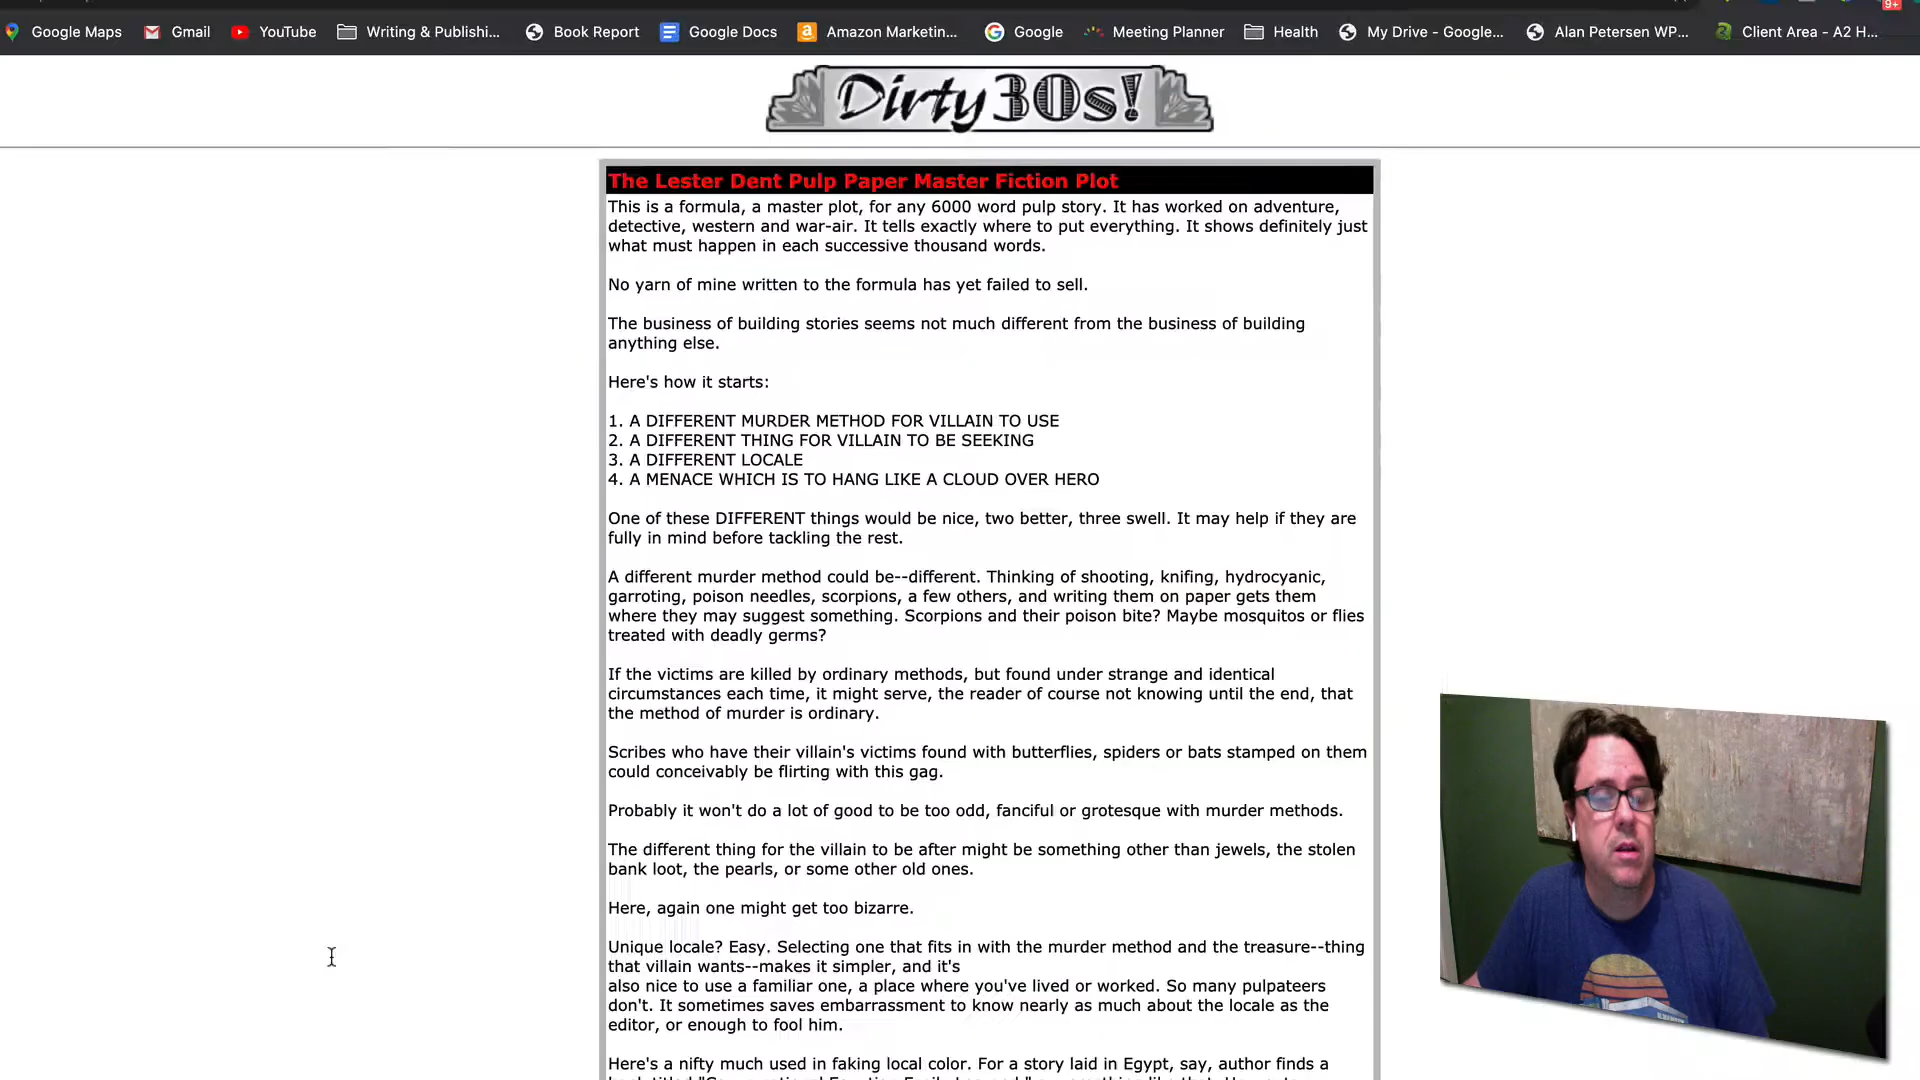 9+
Google Maps
Gmail
YouTube
Writing & Publishi...
Book Report
Google Docs
Amazon Marketin...
Google
Meeting Planner
Health
My Drive - Google...
Alan Petersen WP...
Client Area - A2 H...
Dirty30s!
The Lester Dent Pulp Paper Master Fiction Plot
This is a formula, a master plot, for any 6000 word pulp story. It has worked on adventure,
detective, western and war-air. It tells exactly where to put everything. It shows definitely just
what must happen in each successive thousand words.
No yarn of mine written to the formula has yet failed to sell.
The business of building stories seems not much different from the business of building
anything else.
Here's how it starts:
1. A DIFFERENT MURDER METHOD FOR VILLAIN TO USE
2. A DIFFERENT THING FOR VILLAIN TO BE SEEKING
3. A DIFFERENT LOCALE
4. A MENACE WHICH IS TO HANG LIKE A CLOUD OVER HERO
One of these DIFFERENT things would be nice, two better, three swell. It may help if they are
fully in mind before tackling the rest.
A different murder method could be--different. Thinking of shooting, knifing, hydrocyanic,
garroting, poison needles, scorpions, a few others, and writing them on paper gets them
where they may suggest something. Scorpions and their poison bite? Maybe mosquitos or flies
treated with deadly germs?
If the victims are killed by ordinary methods, but found under strange and identical
circumstances each time, it might serve, the reader of course not knowing until the end, that
the method of murder is ordinary.
Scribes who have their villain's victims found with butterflies, spiders or bats stamped on them
could conceivably be flirting with this gag.
Probably it won't do a lot of good to be too odd, fanciful or grotesque with murder methods.
The different thing for the villain to be after might be something other than jewels, the stolen
bank loot, the pearls, or some other old ones.
Here, again one might get too bizarre.
Unique locale? Easy. Selecting one that fits in with the murder method and the treasure--thing
that villain wants--makes it simpler, and it's
also nice to use a familiar one, a place where you've lived or worked. So many pulpateers
don't. It sometimes saves embarrassment to know nearly as much about the locale as the
editor, or enough to fool him.
Here's a nifty much used in faking local color. For a story laid in Egypt, say, author finds a